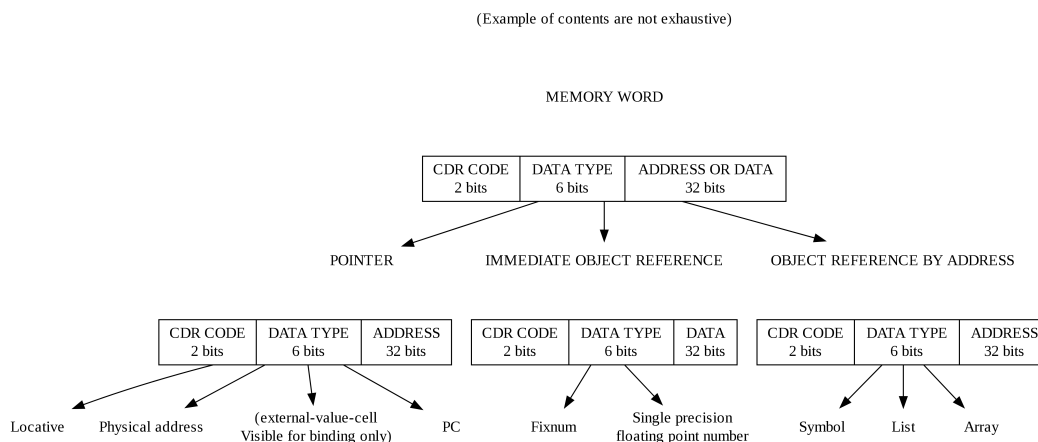 (Example of contents are not exhaustive)
MEMORY WORD
CDR CODE DATA TYPE ADDRESS OR DATA
2 bits 6 bits 32 bits
POINTER IMMEDIATE OBJECT REFERENCE OBJECT REFERENCE BY ADDRESS
CDR CODE DATA TYPE ADDRESS CDR CODE DATA TYPE DATA CDR CODE DATA TYPE ADDRESS
2 bits 6 bits 32 bits 2 bits 6 bits 32 bits 2 bits 6 bits 32 bits
Locative
Physical address
(external-value-cell
Visible for binding only)
PC
Fixnum
Single precision
floating point number
Symbol
List
Array